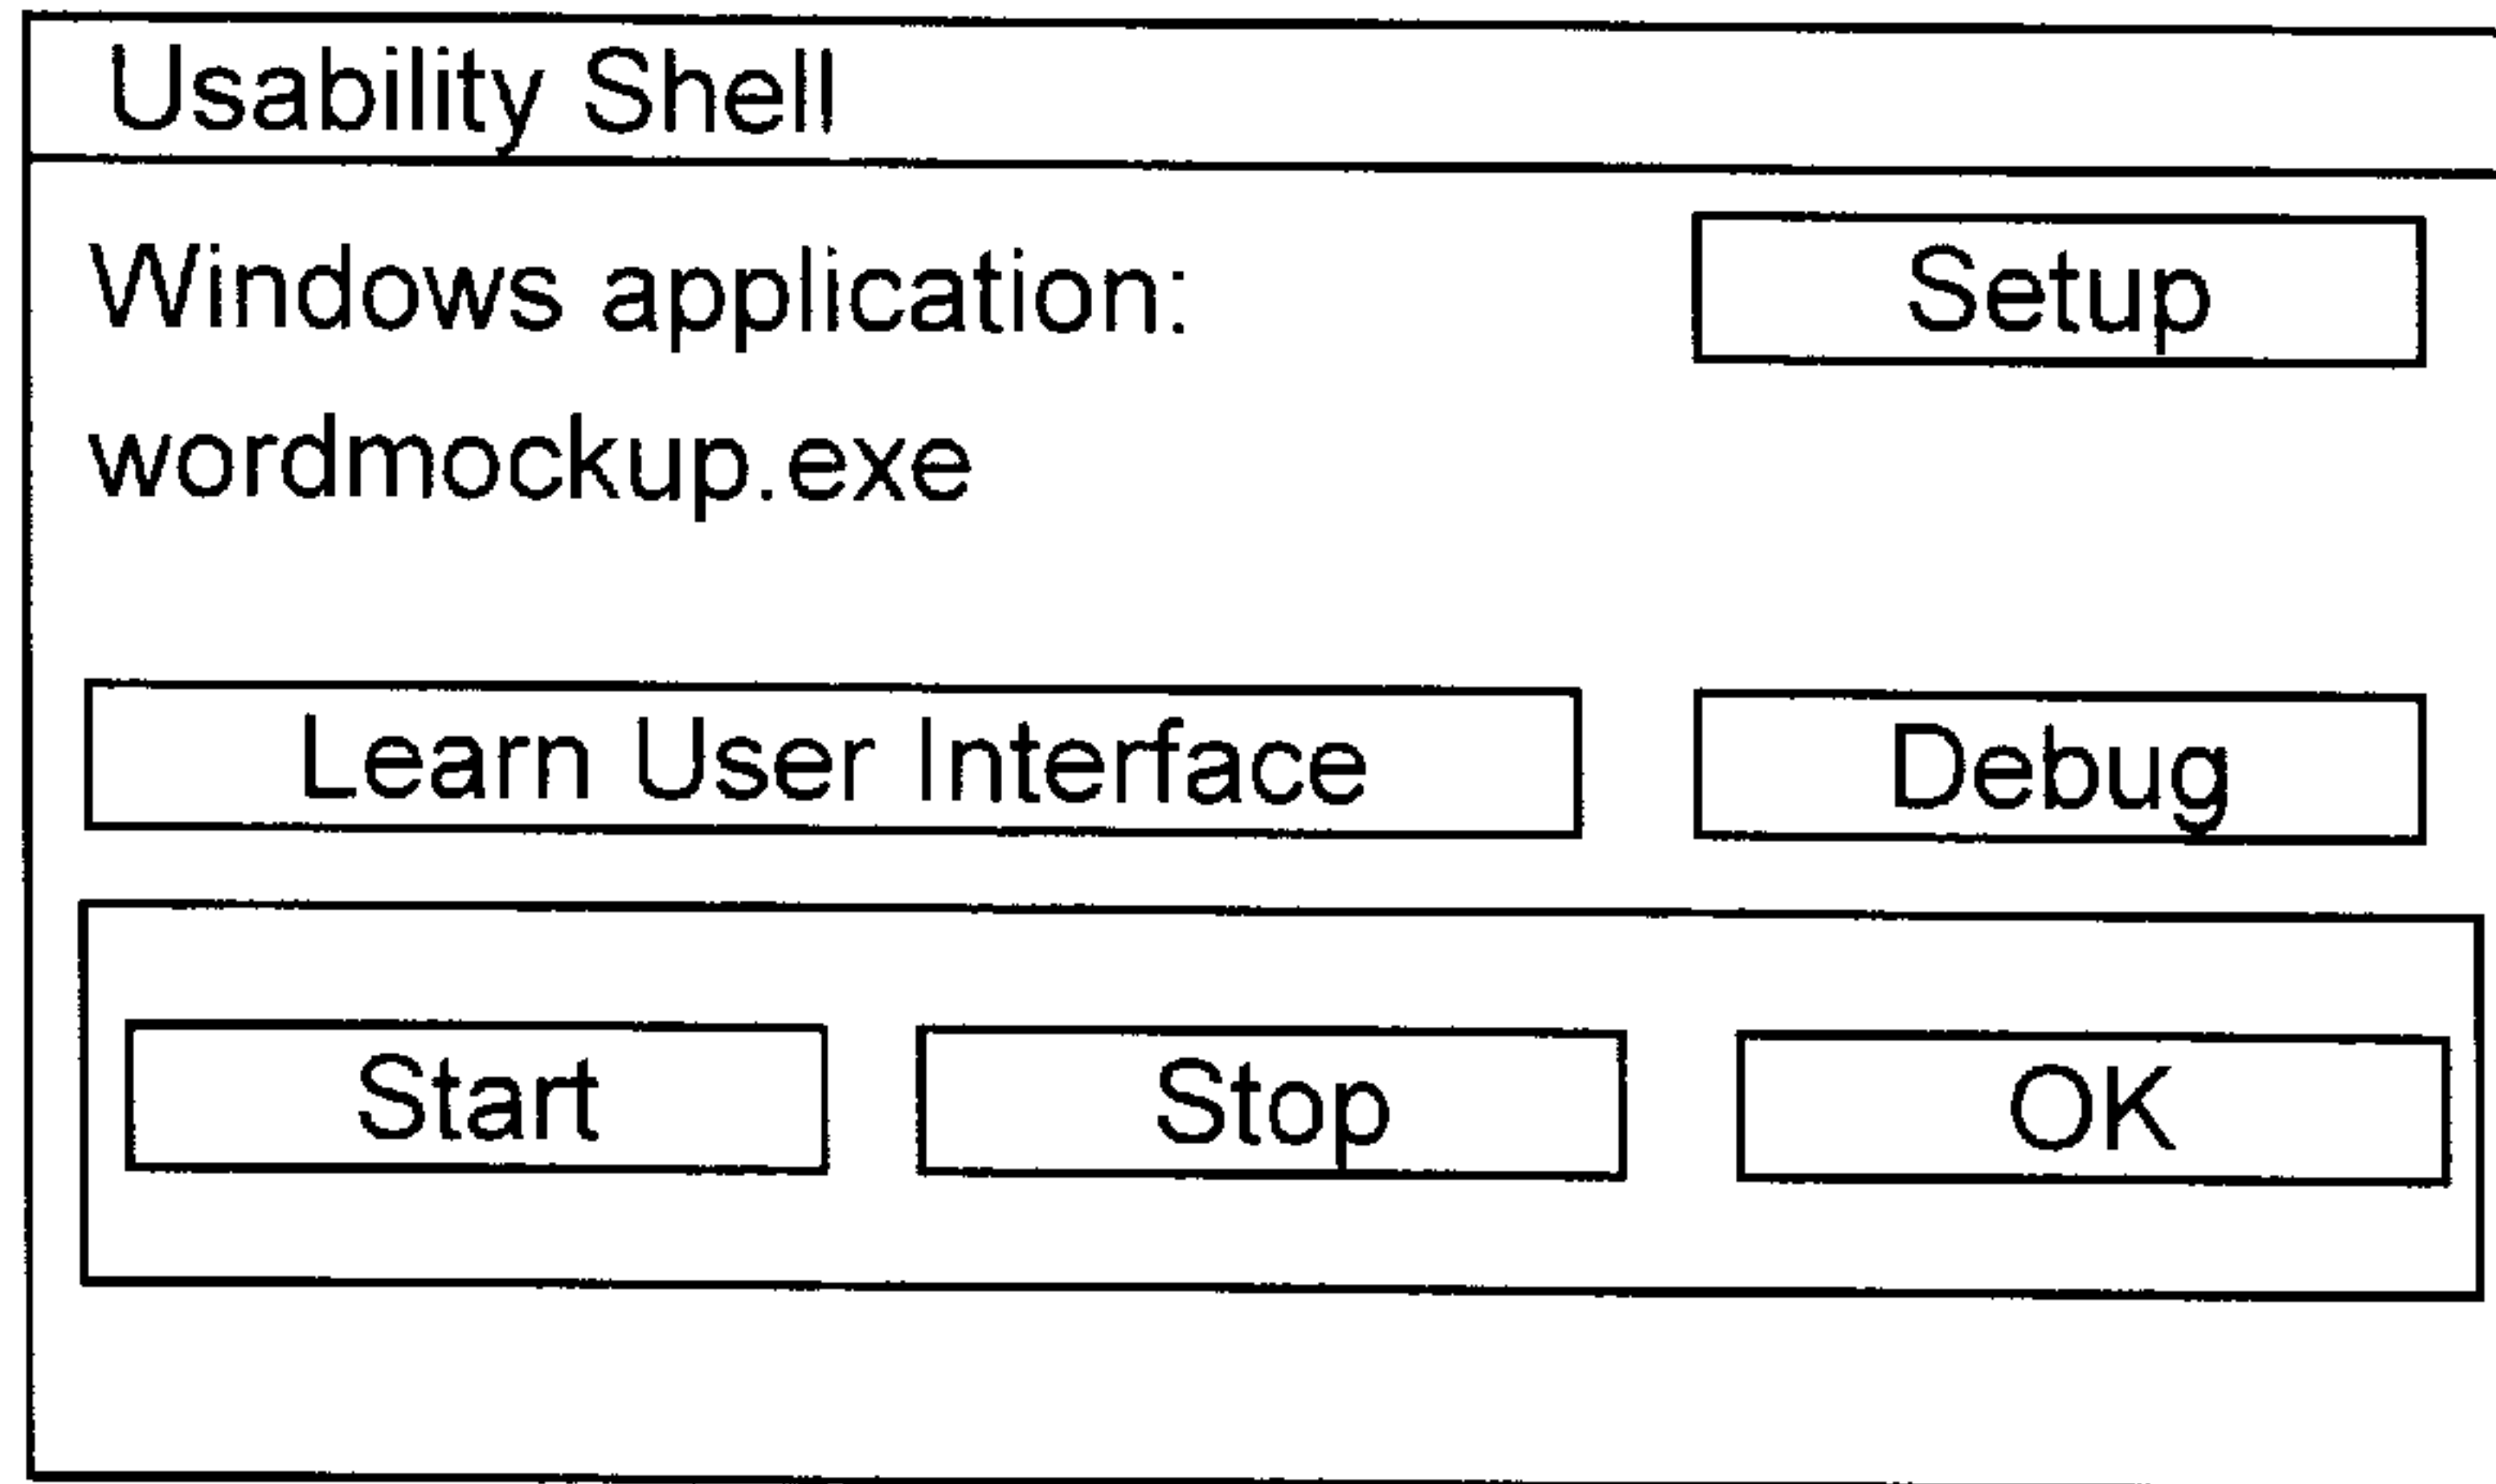 Usability Shell
Windows application:
Setup
wordmockup.exe
Learn User Interface
Debug
Start
Stop
OK